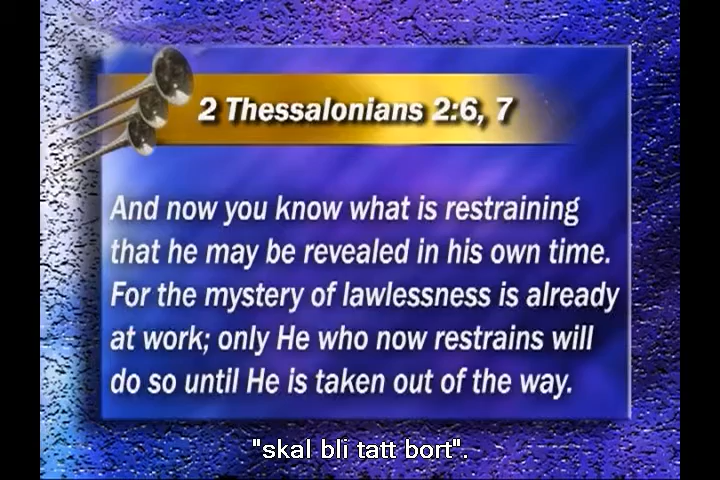 2 Thessalonians 2:6, 7
And now you know what is restraining
that he may be revealed in his own time.
For the mystery of lawlessness is already
at work; only He who now restrains will
do so until He is taken out of the way.
"skal bli tatt bort".